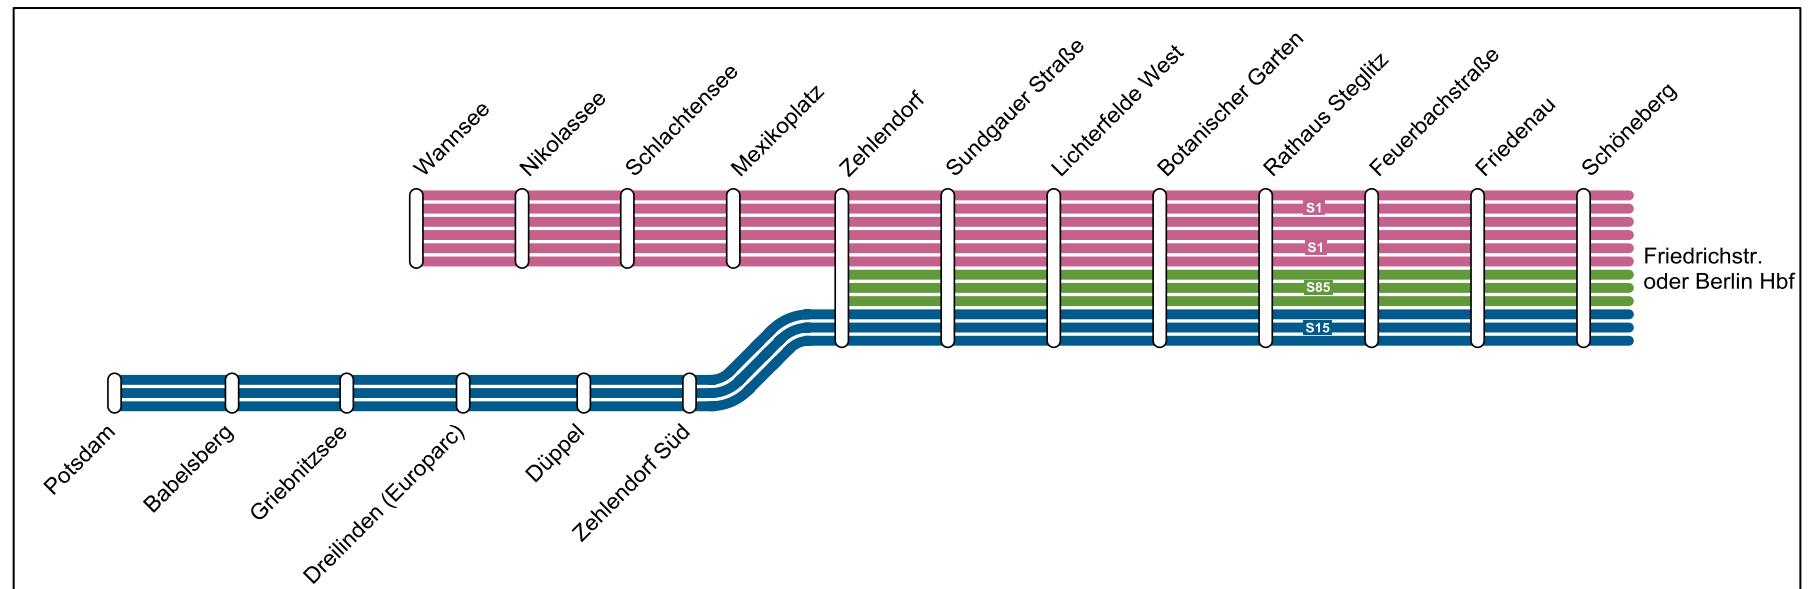 Wannsee
Nikolassee
Schlachtensee
Mexikoplatz
Zehlendorf
Sundgauer Straße
Lichterfelde West
Botanischer Garten
Rathaus Steglitz
Feuerbachstraße
Friedenau
Schöneberg
S1
S1
S85
S15
Friedrichstr.
oder Berlin Hbf
Potsdam
Babelsberg
Griebnitzsee
Dreilinden (Europarc)
Düppel
Zehlendorf Süd